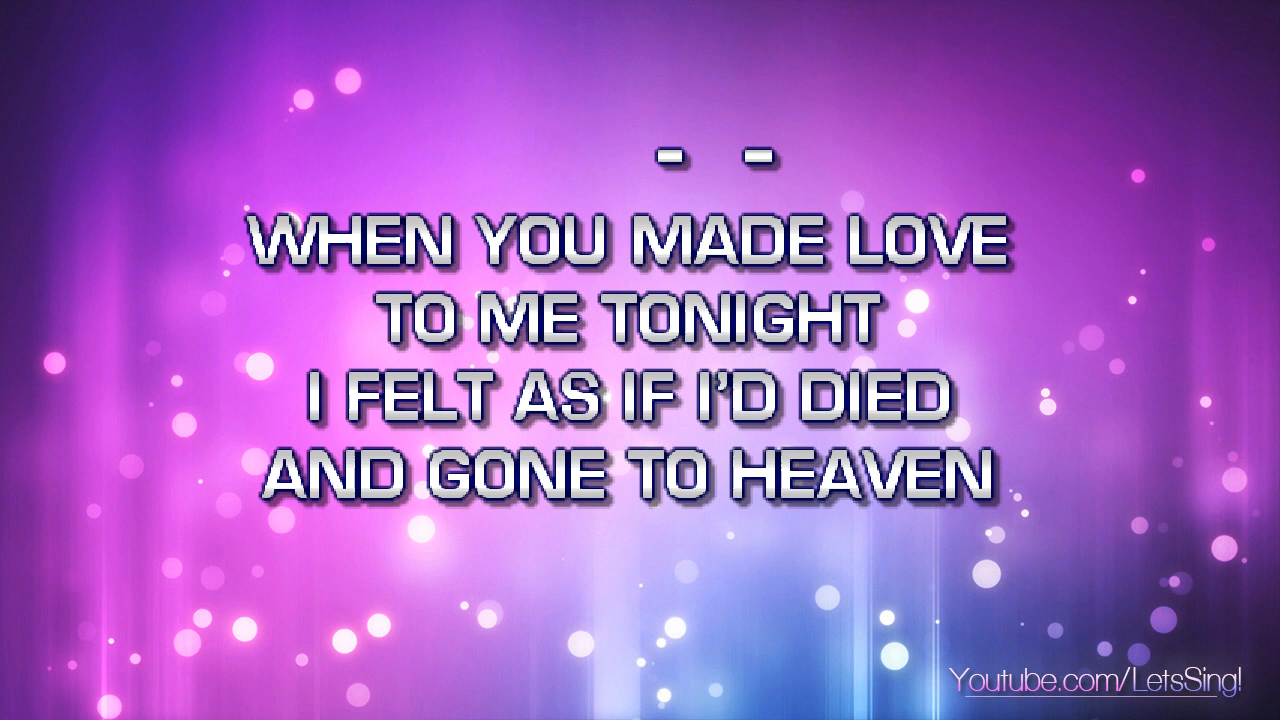 - -
WHEN YOU MADE LOVE
TO ME TONIGHT
I FELT AS IF I'D DIED
AND GONE TO HEAVEN
Youtube.com/LetsSing!